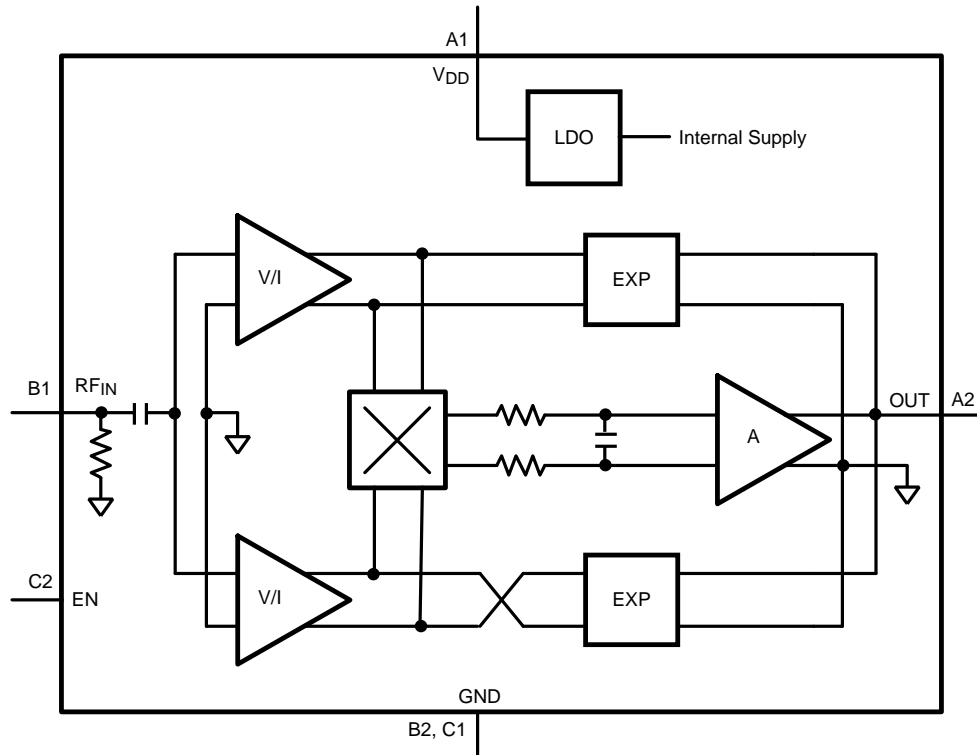 A1
VDD
LDO
Internal Supply
V/I
EXP
B1
RFIN
A
OUT
A2
C2
EN
V/I
EXP
GND
B2, C1